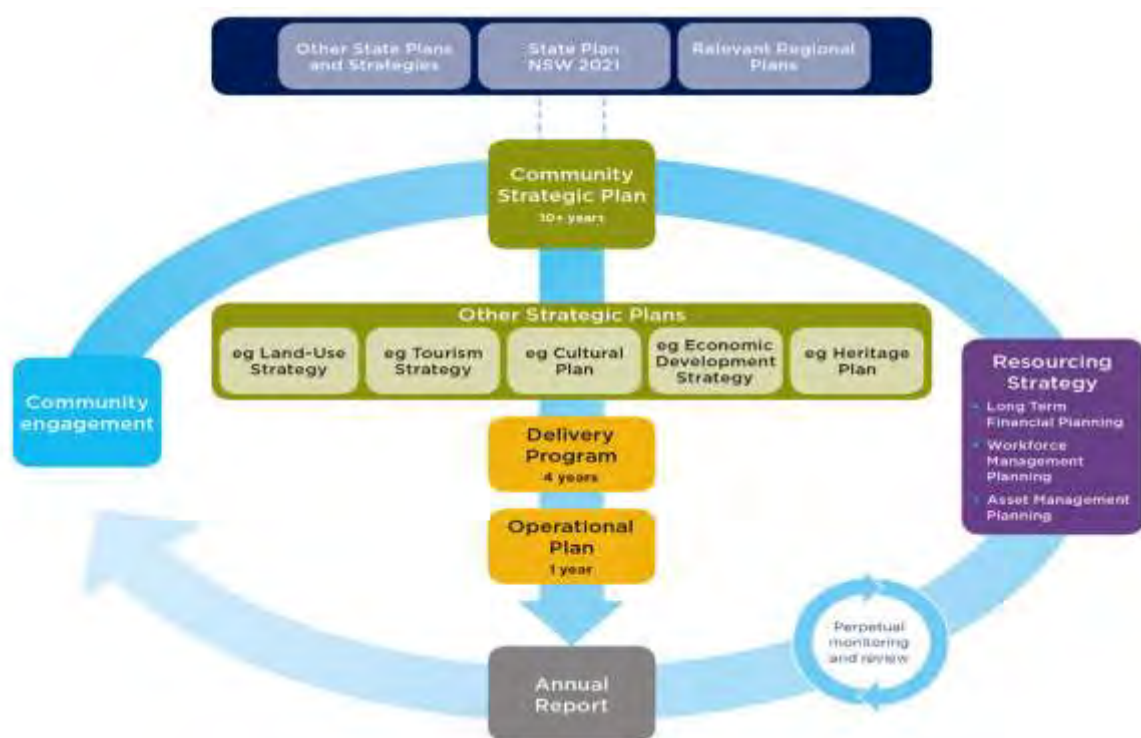 Other State Plans
and Strategies
State Plan
NSW 2021
Relevant Regional
Plans
Community
Strategic Plan
10+ years
Other Strategic Plans
eg Land-Use
Strategy
eg Tourism
Strategy
eg Cultural
Plan
eg Economic
Development
Strategy
eg Heritage
Plan
Community
engagement
Resourcing
Strategy
• Long Term
Financial Planning
• Workforce
Management
Planning
• Asset Management
Planning
Delivery
Program
4 years
Operational
Plan
1 year
Perpetual
monitoring
and review
Annual
Report